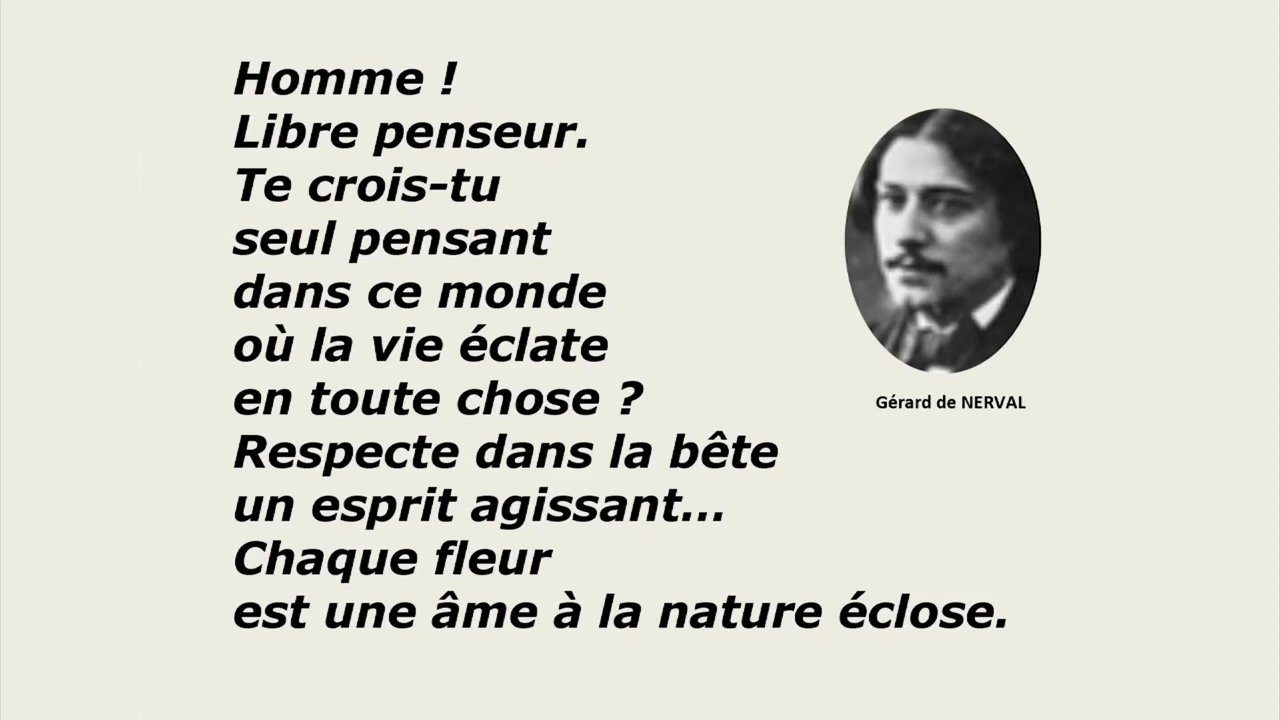 Homme !
Libre penseur.
Te crois-tu
seul pensant
dans ce monde
où la vie éclate
en toute chose ?
Respecte dans la bête
un esprit agissant...
Chaque fleur
est une âme à la nature éclose.
Gérard de NERVAL